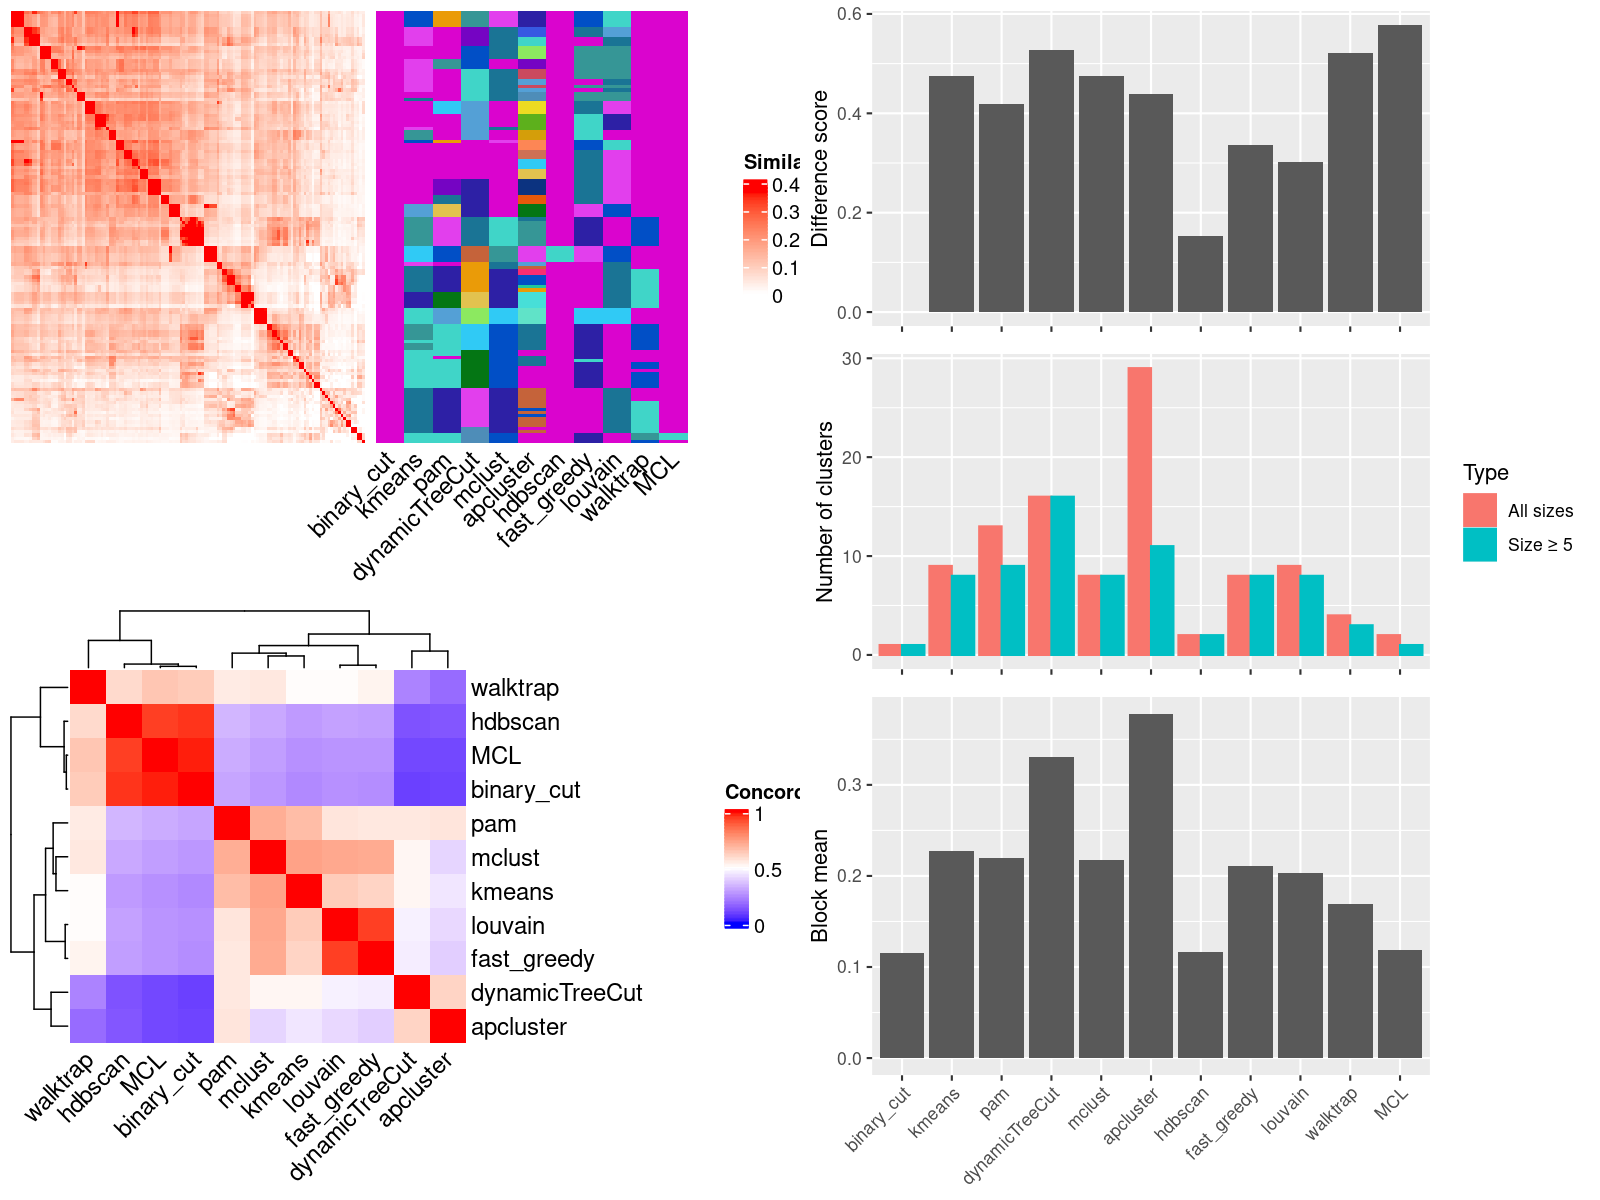 binary_cut
kmeans
pam
dynamicTreeCut
mclust
apcluster
hdbscan
fast_greedy
louvain
walktrap
MCL
Simila
0.4
0.3
0.2
0.1
0
Difference score
0.6
0.4
0.2
0.0
Number of clusters
30
20
10
0
Type
All sizes
Size ≥ 5
Block mean
0.3
0.2
0.1
0.0
binary_cut
kmeans
pam
dynamicTreeCut
mclust
apcluster
hdbscan
fast_greedy
louvain
walktrap
MCL
walktrap
hdbscan
MCL
binary_cut
pam
mclust
kmeans
louvain
fast_greedy
dynamicTreeCut
apcluster
walktrap
hdbscan
MCL
binary_cut
pam
mclust
kmeans
louvain
fast_greedy
dynamicTreeCut
apcluster
Concord
1
0.5
0